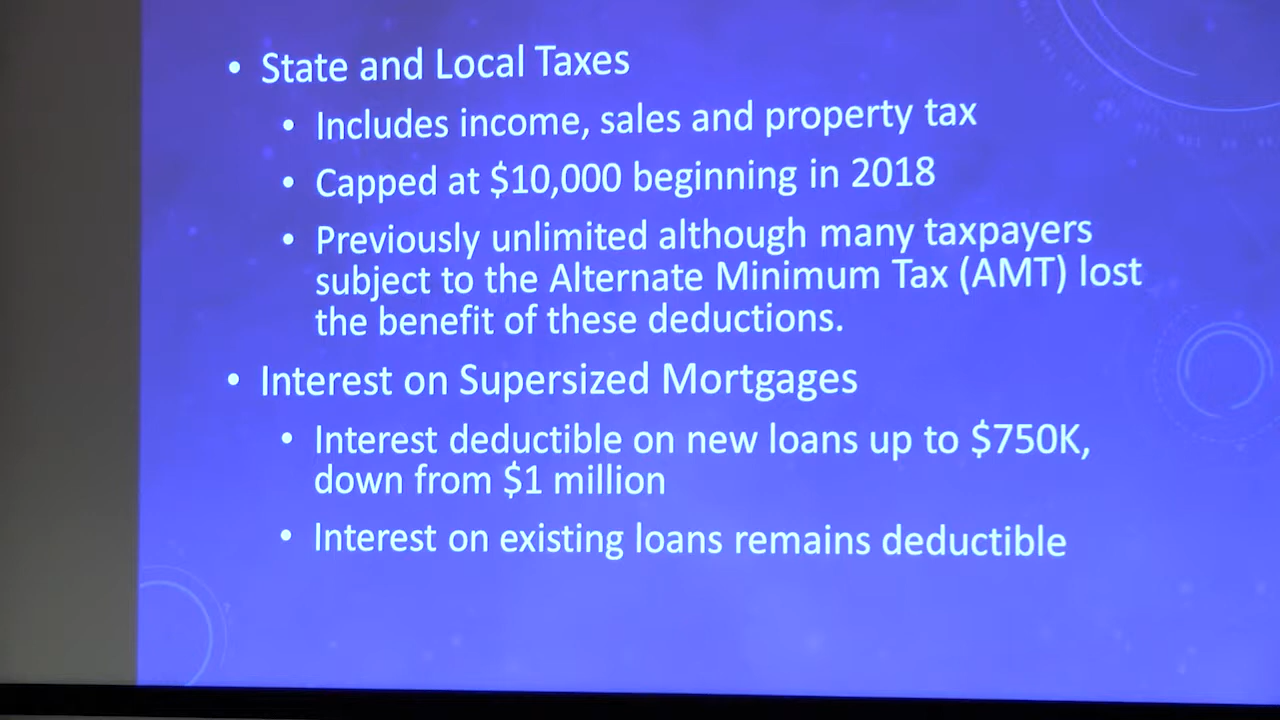 • State and Local Taxes
• Includes income, sales and property tax
• Capped at $10,000 beginning in 2018
• Previously unlimited although many taxpayers
subject to the Alternate Minimum Tax (AMT) lost
the benefit of these deductions.
• Interest on Supersized Mortgages
• Interest deductible on new loans up to $750K,
down from $1 million
• Interest on existing loans remains deductible